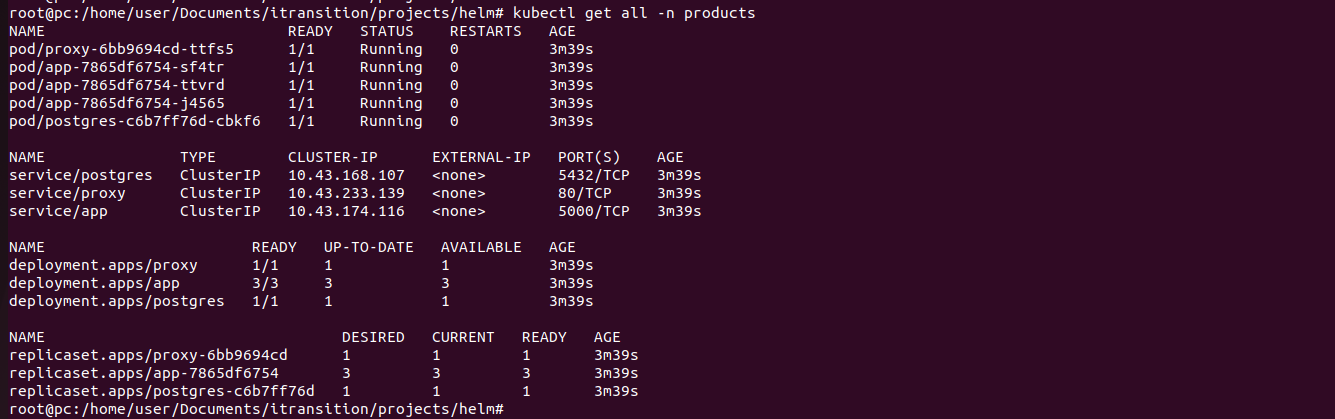 root@pc:/home/user/Documents/itransition/projects/helm# kubectl get all -n products
NAME                           READY   STATUS    RESTARTS   AGE
pod/proxy-6bb9694cd-ttfs5      1/1     Running   0          3m39s
pod/app-7865df6754-sf4tr       1/1     Running   0          3m39s
pod/app-7865df6754-ttvrd       1/1     Running   0          3m39s
pod/app-7865df6754-j4565       1/1     Running   0          3m39s
pod/postgres-c6b7ff76d-cbkf6   1/1     Running   0          3m39s

NAME               TYPE        CLUSTER-IP      EXTERNAL-IP   PORT(S)    AGE
service/postgres   ClusterIP   10.43.168.107   <none>        5432/TCP   3m39s
service/proxy      ClusterIP   10.43.233.139   <none>        80/TCP     3m39s
service/app        ClusterIP   10.43.174.116   <none>        5000/TCP   3m39s

NAME                       READY   UP-TO-DATE   AVAILABLE   AGE
deployment.apps/proxy      1/1     1            1           3m39s
deployment.apps/app        3/3     3            3           3m39s
deployment.apps/postgres   1/1     1            1           3m39s

NAME                                 DESIRED   CURRENT   READY   AGE
replicaset.apps/proxy-6bb9694cd      1         1         1       3m39s
replicaset.apps/app-7865df6754       3         3         3       3m39s
replicaset.apps/postgres-c6b7ff76d   1         1         1       3m39s
root@pc:/home/user/Documents/itransition/projects/helm#